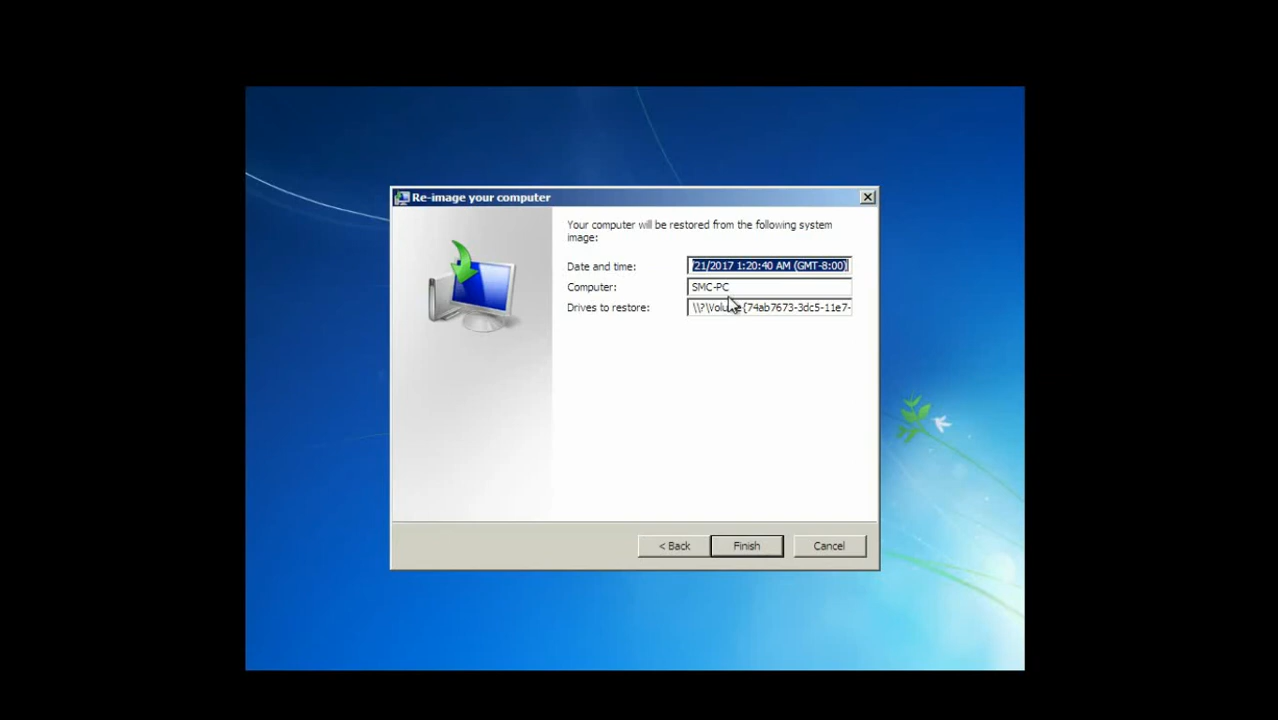 Re-image your computer
Your computer will be restored from the following system
image:
Date and time: /21/2017 1:20:40 AM (GMT-8:00)
Computer: SMC-PC
Drives to restore: \\?\Volume{74ab7673-3dc5-11e7-
< Back Finish Cancel